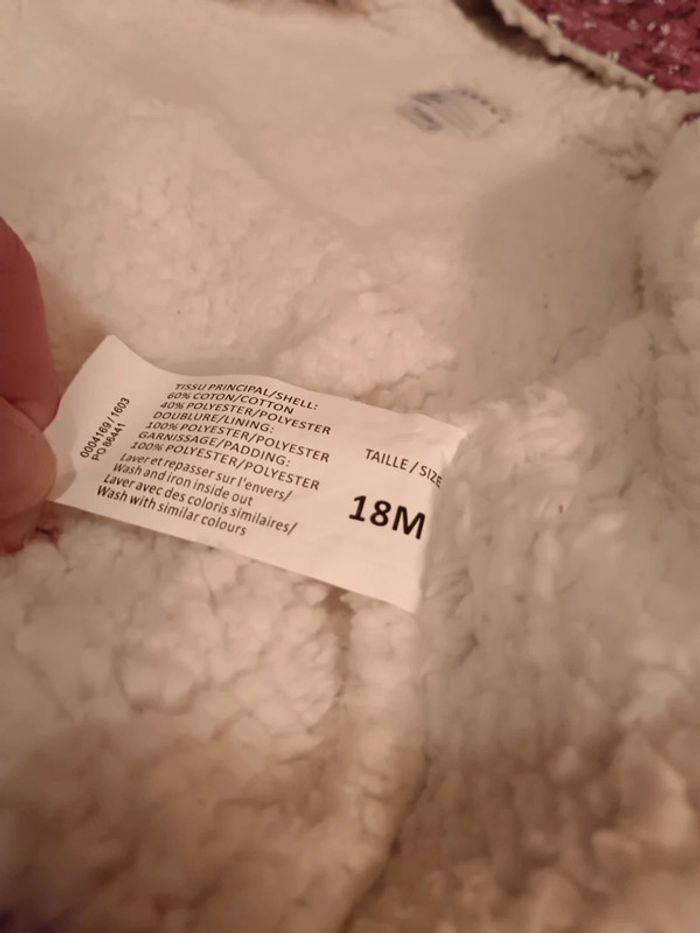 0004169/1603
PO 86441
TISSU PRINCIPAL/SHELL:
60% COTON/COTTON
40% POLYESTER/POLYESTER
DOUBLURE/LINING:
100% POLYESTER/POLYESTER
GARNISSAGE/PADDING:
100% POLYESTER/POLYESTER
Laver et repasser sur l'envers/
Wash and iron inside out
Laver avec des coloris similaires/
Wash with similar colours
TAILLE / SIZE
18M